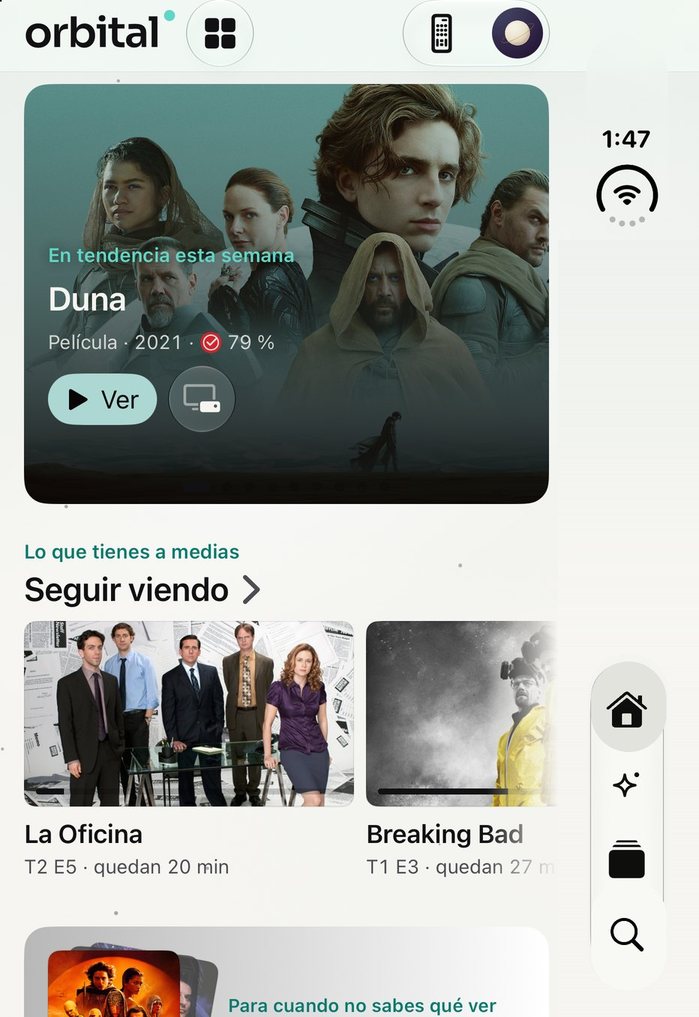 orbital
1:47
En tendencia esta semana
Duna
Película · 2021 · 79 %
Ver
Lo que tienes a medias
Seguir viendo
La Oficina
T2 E5 · quedan 20 min
Breaking Bad
T1 E3 · quedan 27 m
Para cuando no sabes qué ver